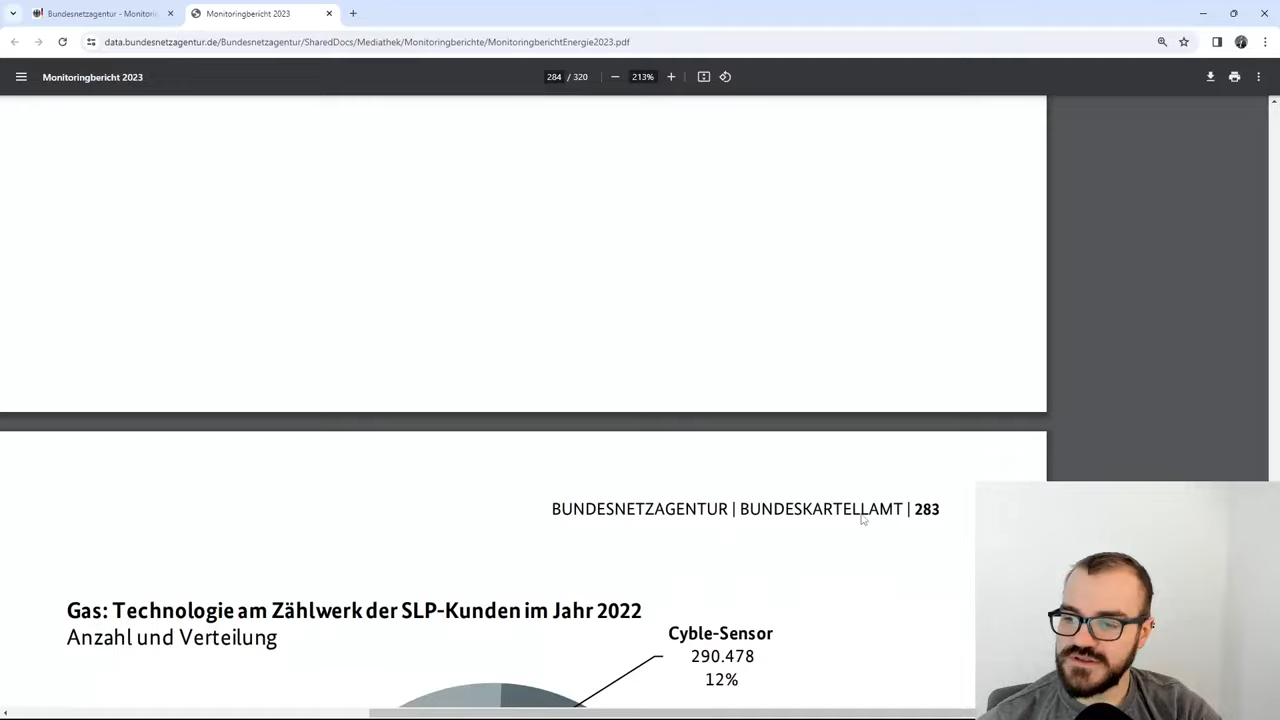 Bundesnetzagentur - Monitori
Monitoringbericht 2023
data.bundesnetzagentur.de/Bundesnetzagentur/SharedDocs/Mediathek/Monitoringberichte/MonitoringberichtEnergie2023.pdf
Monitoringbericht 2023
284 / 320
213%
BUNDESNETZAGENTUR | BUNDESKARTELLAMT | 283
Gas: Technologie am Zählwerk der SLP-Kunden im Jahr 2022
Anzahl und Verteilung
Cyble-Sensor
290.478
12%